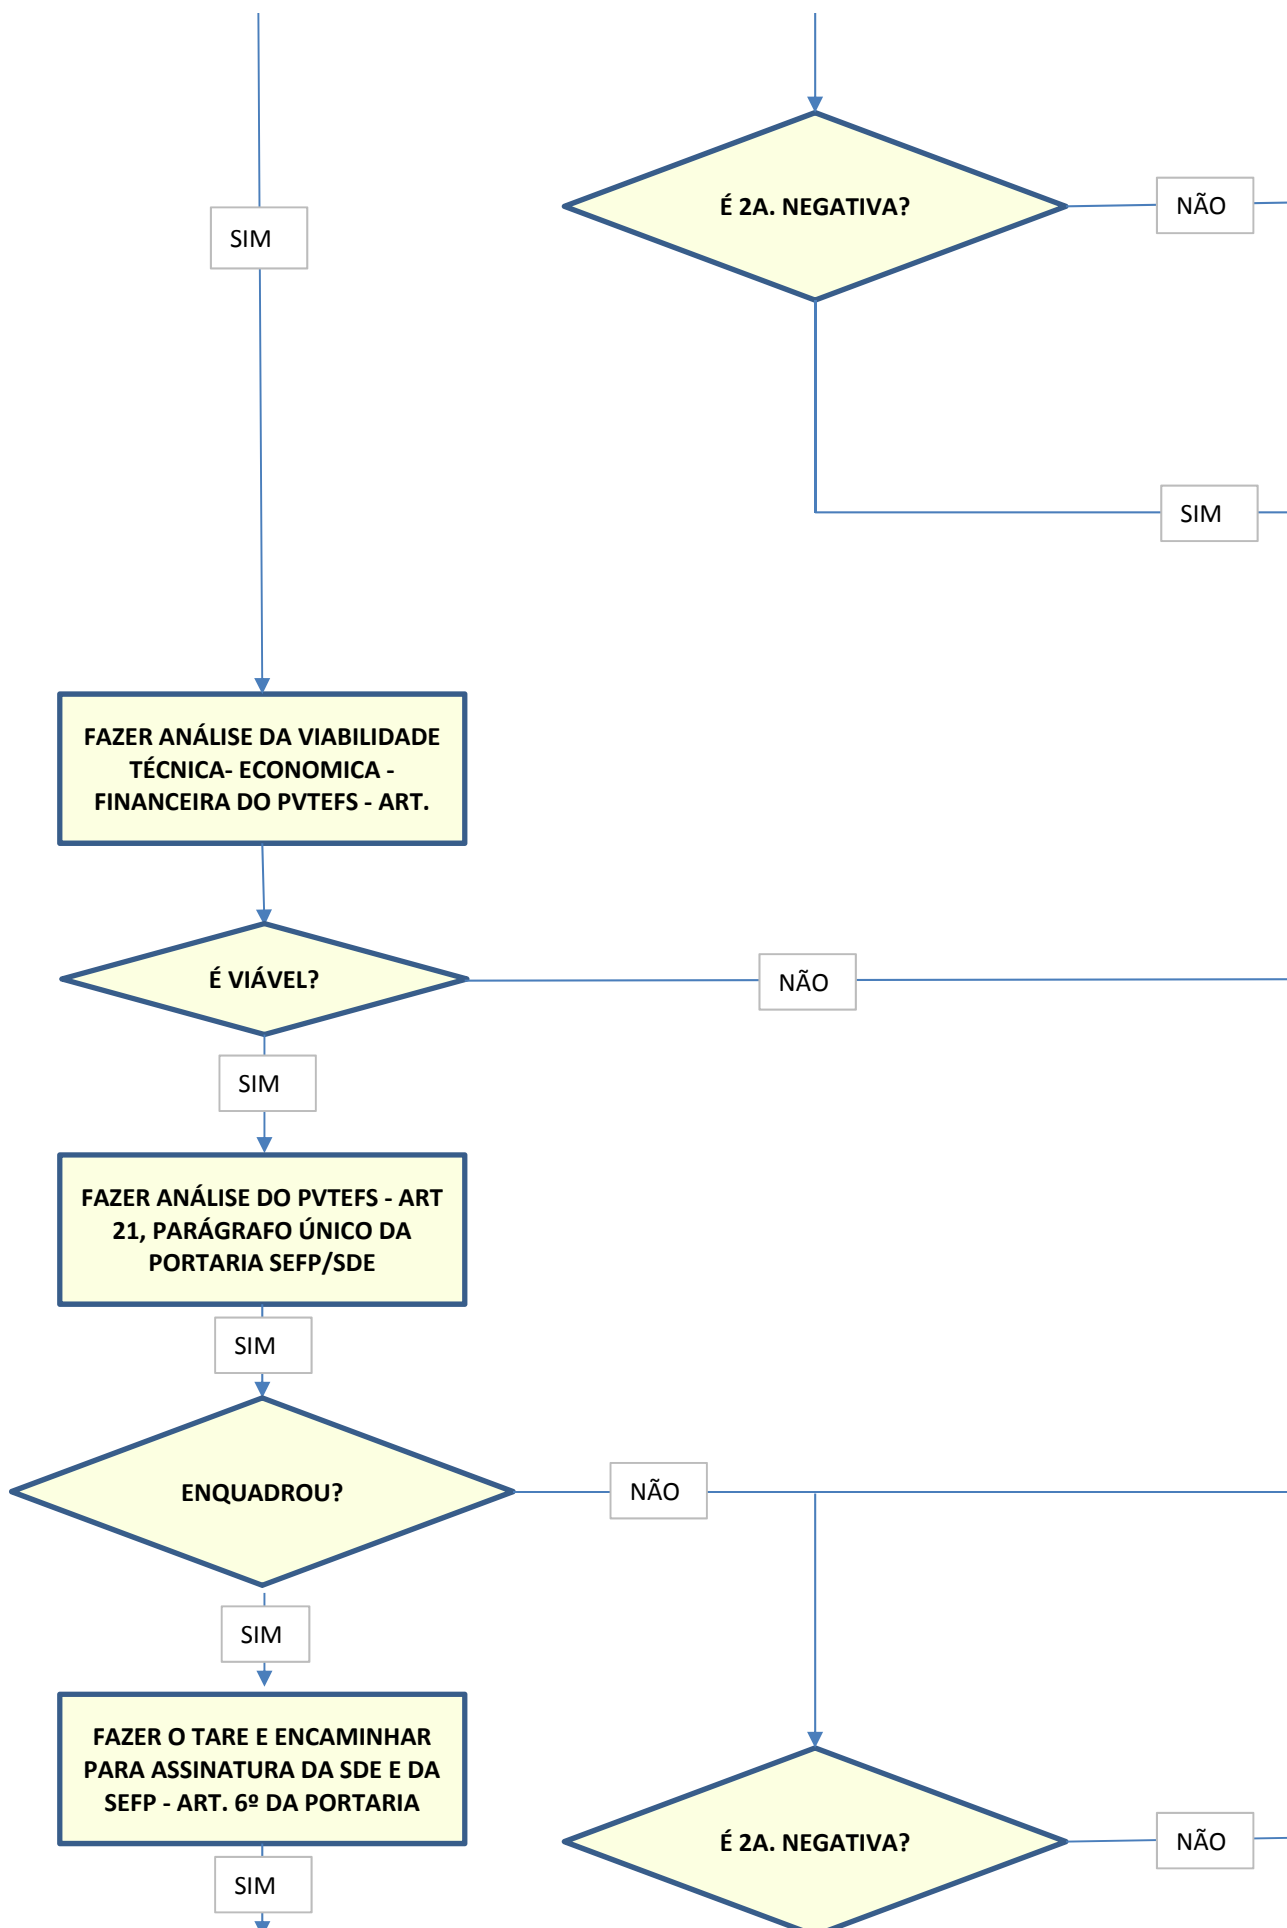 É 2A. NEGATIVA?
NÃO
SIM
SIM
FAZER ANÁLISE DA VIABILIDADE
TÉCNICA- ECONOMICA -
FINANCEIRA DO PVTEFS - ART.
É VIÁVEL?
NÃO
SIM
FAZER ANÁLISE DO PVTEFS - ART
21, PARÁGRAFO ÚNICO DA
PORTARIA SEFP/SDE
SIM
ENQUADROU?
NÃO
SIM
FAZER O TARE E ENCAMINHAR
PARA ASSINATURA DA SDE E DA
SEFP - ART. 6º DA PORTARIA
É 2A. NEGATIVA?
NÃO
SIM